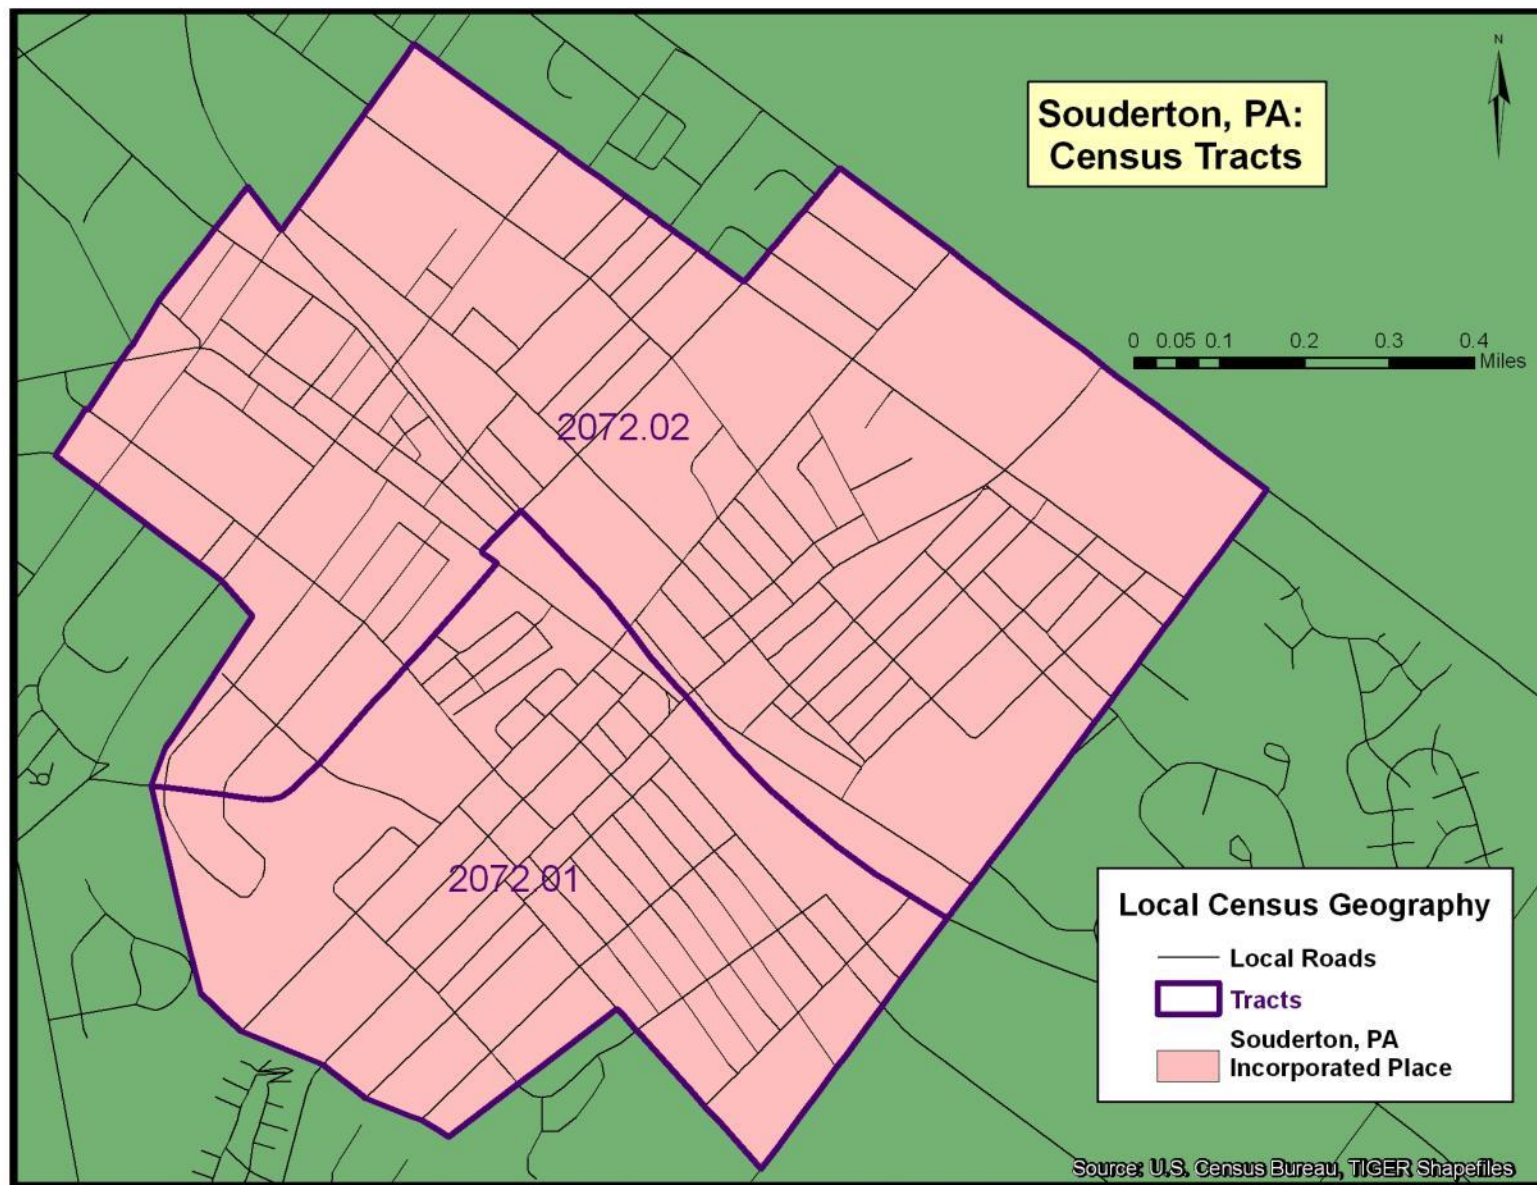 N
Souderton, PA:
Census Tracts
0 0.05 0.1 0.2 0.3 0.4
Miles
2072.02
2072.01
Local Census Geography
Local Roads
Tracts
Souderton, PA
Incorporated Place
Source: U.S. Census Bureau, TIGER Shapefiles